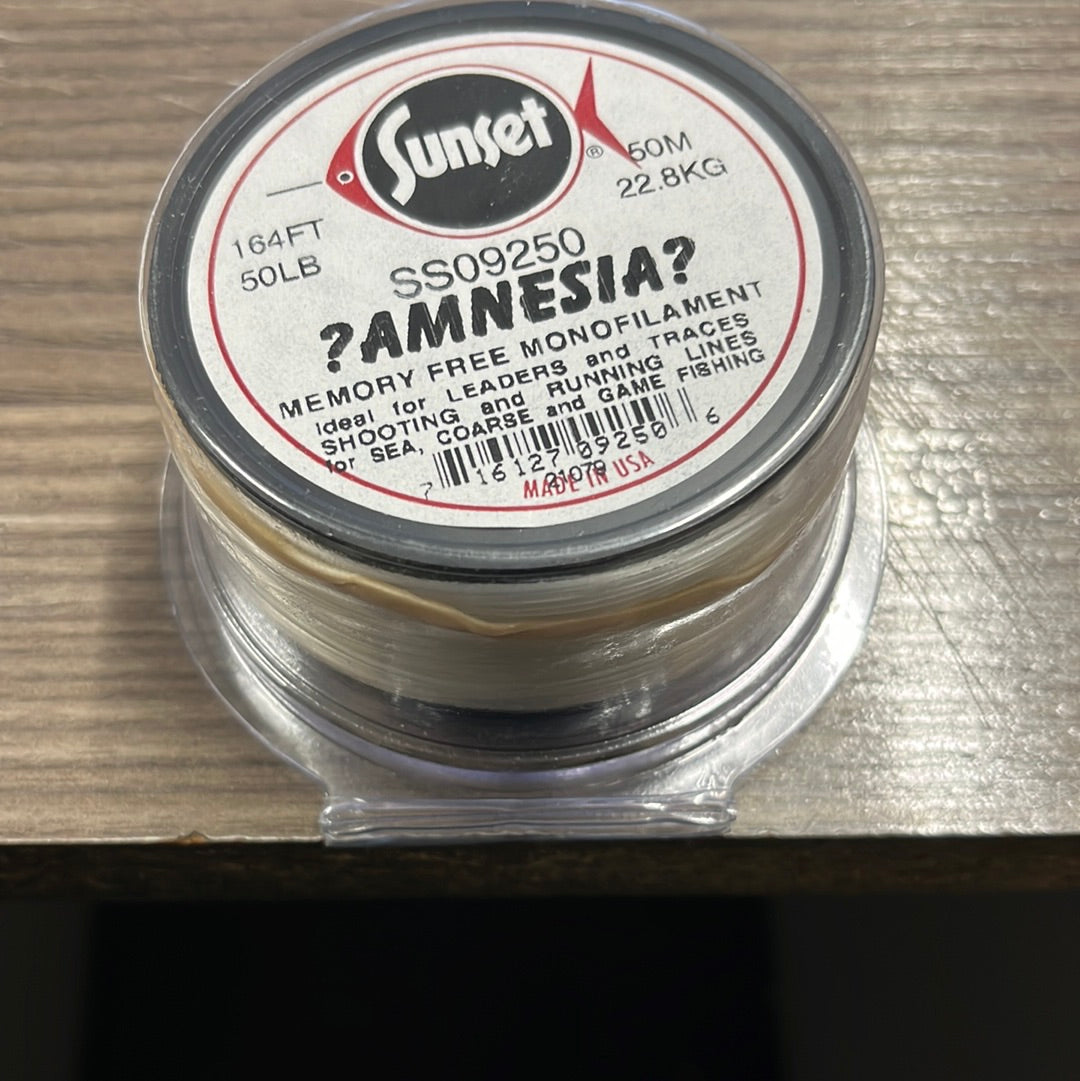 Sunset
®
50M
22.8KG
164FT
50LB
SS09250
?AMNESIA?
MEMORY FREE MONOFILAMENT
Ideal for LEADERS and TRACES
SHOOTING and RUNNING LINES
for SEA, COARSE and GAME FISHING
7 16127 09250 6
21079
MADE IN USA